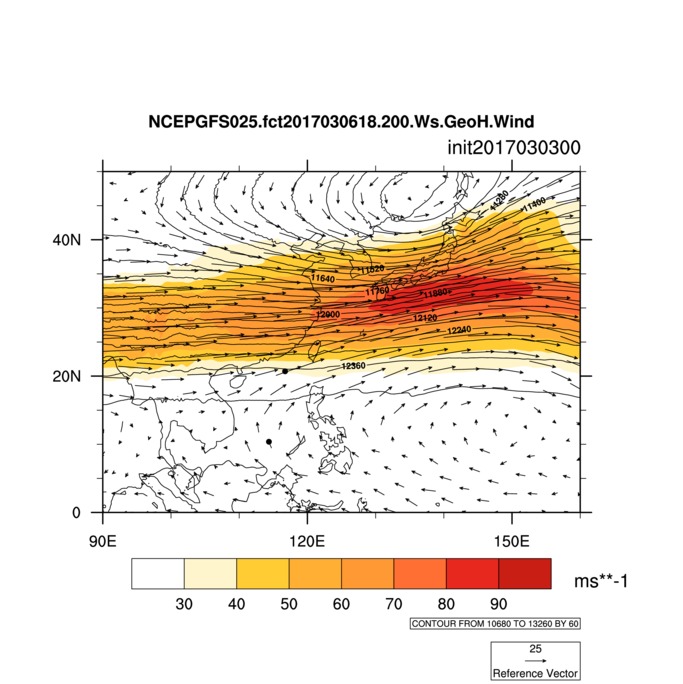 NCEPGFS025.fct2017030618.200.Ws.GeoH.Wind
init2017030300
11280
11400
40N
11520
11640
11760
11880
12000
12120
12240
12360
20N
0
90E 120E 150E
30 40 50 60 70 80 90
ms**-1
CONTOUR FROM 10680 TO 13260 BY 60
25
Reference Vector